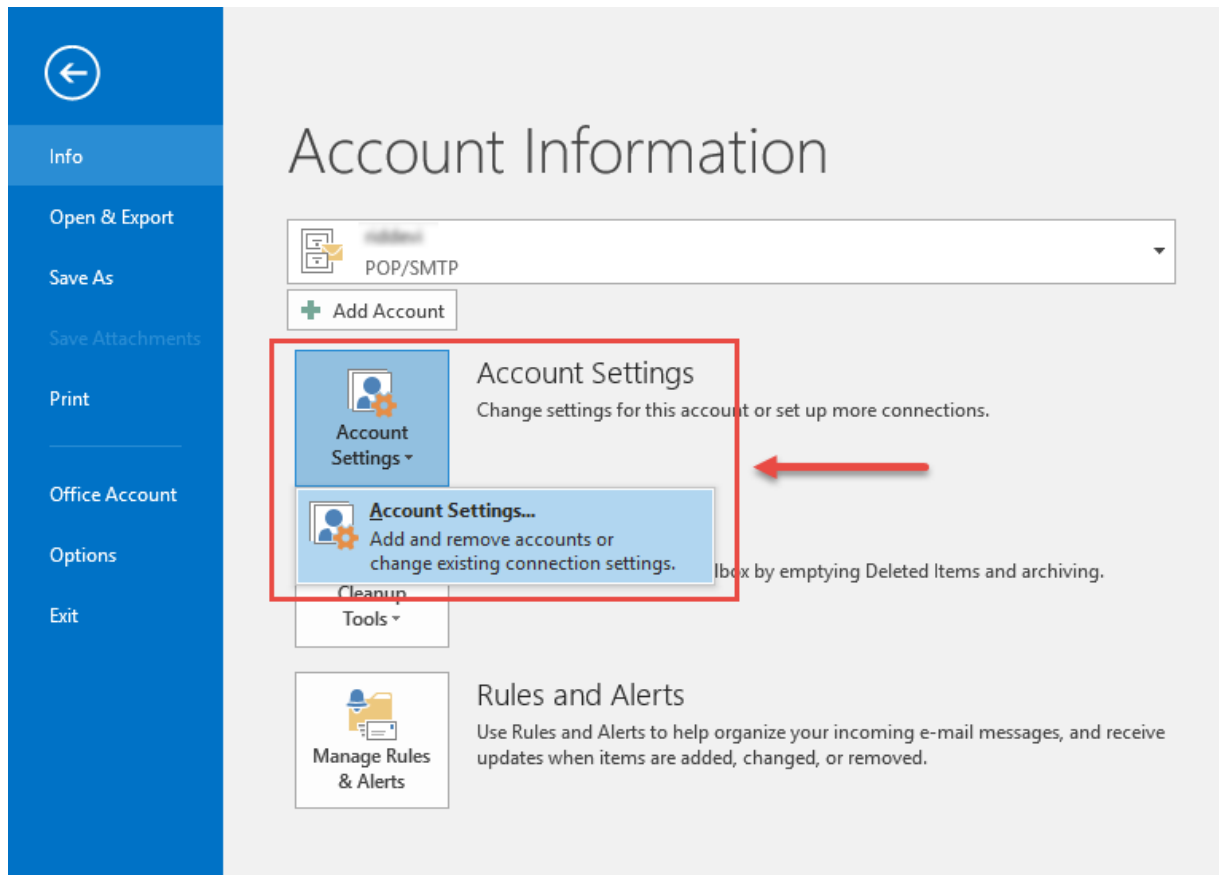 Info
Open & Export
Save As
Save Attachments
Print
Office Account
Options
Exit
Account Information
POP/SMTP
Add Account
Account
Settings
Account Settings
Change settings for this account or set up more connections.
Account Settings...
Add and remove accounts or
change existing connection settings.
by emptying Deleted Items and archiving.
Cleanup
Tools
Manage Rules
& Alerts
Rules and Alerts
Use Rules and Alerts to help organize your incoming e-mail messages, and receive
updates when items are added, changed, or removed.